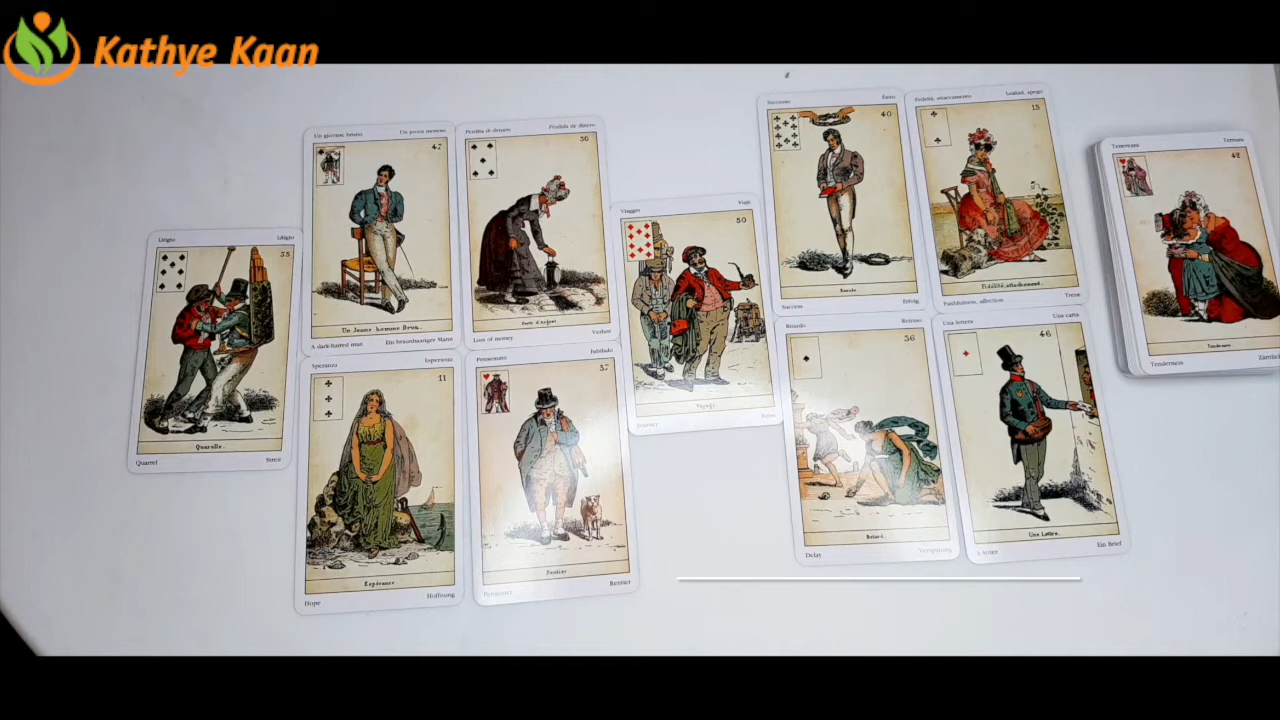 Kathye Kaan
Litigio Litigio
35
Quarelle.
Quarrel Streit
Un giovane bruno Un joven moreno
47
Un Jeune homme Brun.
A dark-haired man Ein braunhaariger Mann
Perdita di denaro Pérdida de dinero
30
Perte d'Argent
Loss of money Verlust
Speranza Esperanza
11
Espérance
Hope Hoffnung
Pensionato Jubilado
37
Rentier.
Pensioner Rentier
Viaggio Viaje
50
Voyage
Journey Reise
Successo Éxito
40
Succès
Success Erfolg
Fedeltà, attaccamento Lealtad, apego
15
Fidélité, attachement.
Faithfulness, affection Treue
Ritardo Retraso
36
Retard.
Delay Verspätung
Una lettera Una carta
46
Une Lettre.
A letter Ein Brief
Tenerezza Ternura
42
Tendresse
Tenderness Zärtlic